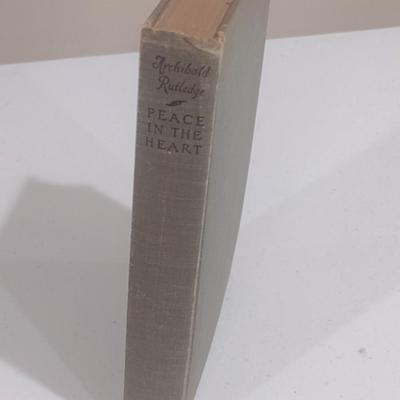 Archibald
Rutledge
PEACE
IN THE
HEART